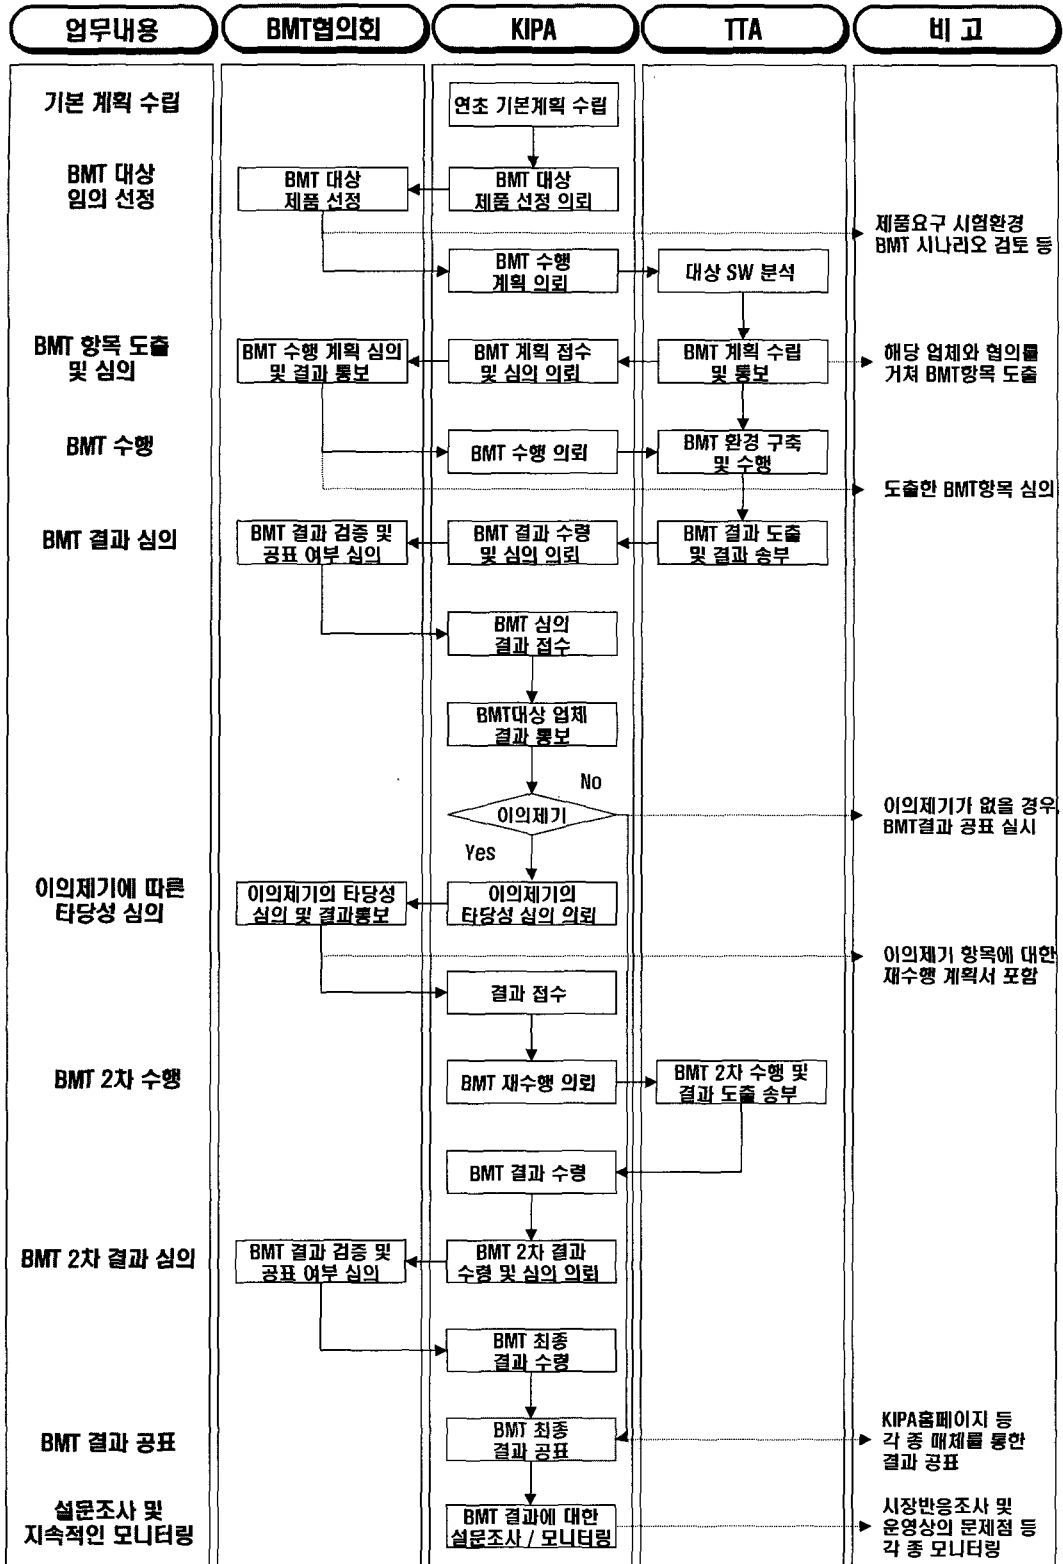 업무내용
BMT협의회
KIPA
TTA
비 고
기본 계획 수립
연초 기본계획 수립
BMT 대상
임의 선정
BMT 대상
제품 선정
BMT 대상
제품 선정 의뢰
제품요구 시험환경
BMT 시나리오 검토 등
BMT 수행
계획 의뢰
대상 SW 분석
BMT 항목 도출
및 심의
BMT 수행 계획 심의
및 결과 통보
BMT 계획 접수
및 심의 의뢰
BMT 계획 수립
및 통보
해당 업체와 협의를
거쳐 BMT항목 도출
BMT 수행
BMT 수행 의뢰
BMT 환경 구축
및 수행
도출한 BMT항목 심의
BMT 결과 심의
BMT 결과 검증 및
공표 여부 심의
BMT 결과 수령
및 심의 의뢰
BMT 결과 도출
및 결과 송부
BMT 심의
결과 접수
BMT대상 업체
결과 통보
No
이의제기
Yes
이의제기가 없을 경우,
BMT결과 공표 실시
이의제기에 따른
타당성 심의
이의제기의 타당성
심의 및 결과통보
이의제기의
타당성 심의 의뢰
이의제기 항목에 대한
재수행 계획서 포함
결과 접수
BMT 2차 수행
BMT 재수행 의뢰
BMT 2차 수행 및
결과 도출 송부
BMT 결과 수령
BMT 2차 결과 심의
BMT 결과 검증 및
공표 여부 심의
BMT 2차 결과
수령 및 심의 의뢰
BMT 최종
결과 수령
BMT 결과 공표
BMT 최종
결과 공표
KIPA홈페이지 등
각 종 매체를 통한
결과 공표
설문조사 및
지속적인 모니터링
BMT 결과에 대한
설문조사 / 모니터링
시장반응조사 및
운영상의 문제점 등
각 종 모니터링